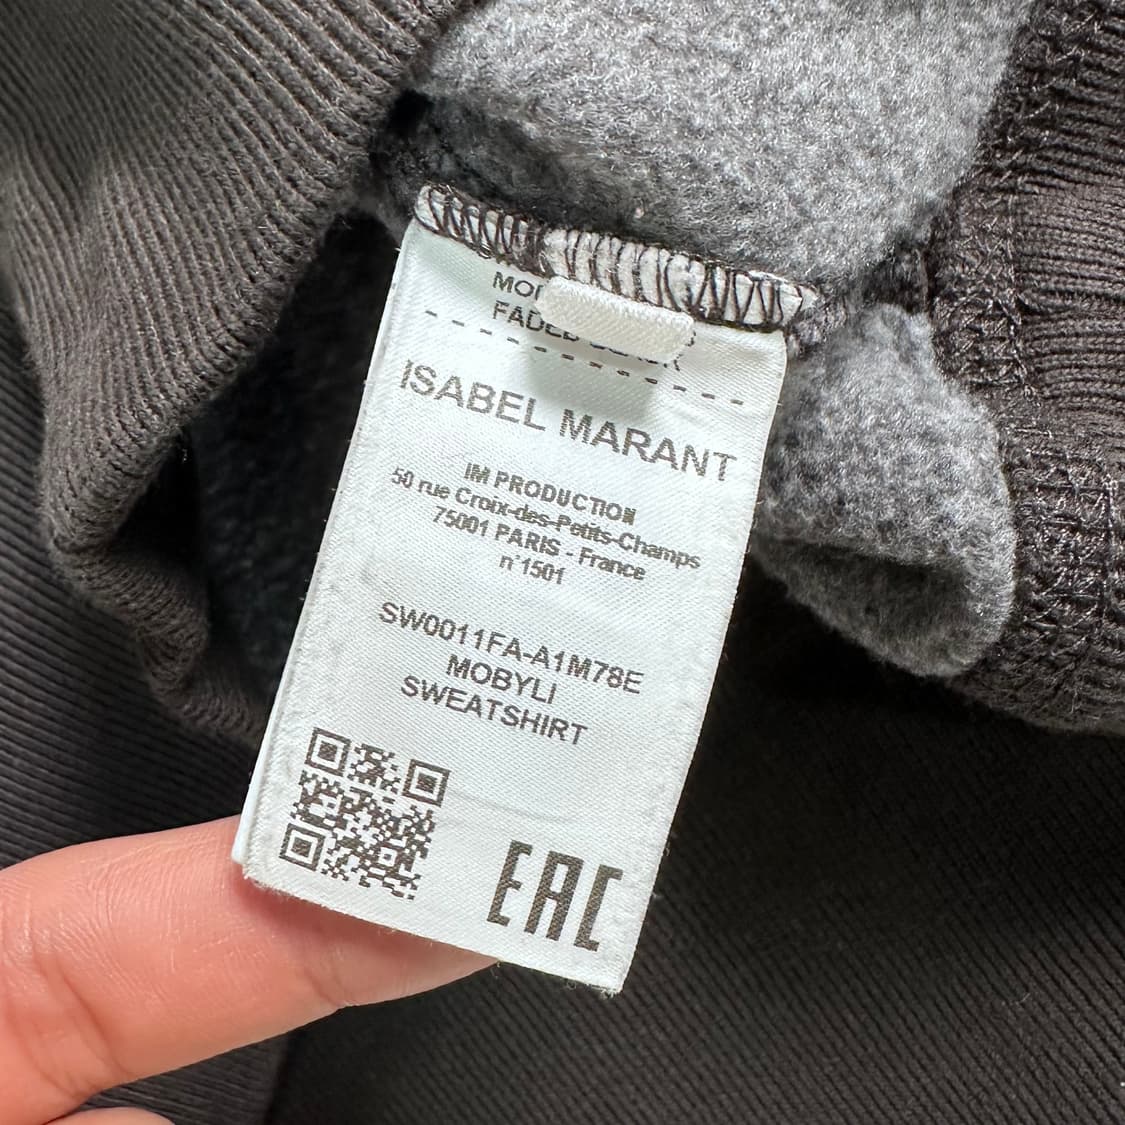 ISABEL MARANT
IM PRODUCTION
50 rue Croix-des-Petits-Champs
75001 PARIS - France
n°1501
SW0011FA-A1M78E
MOBYLI
SWEATSHIRT
EAC